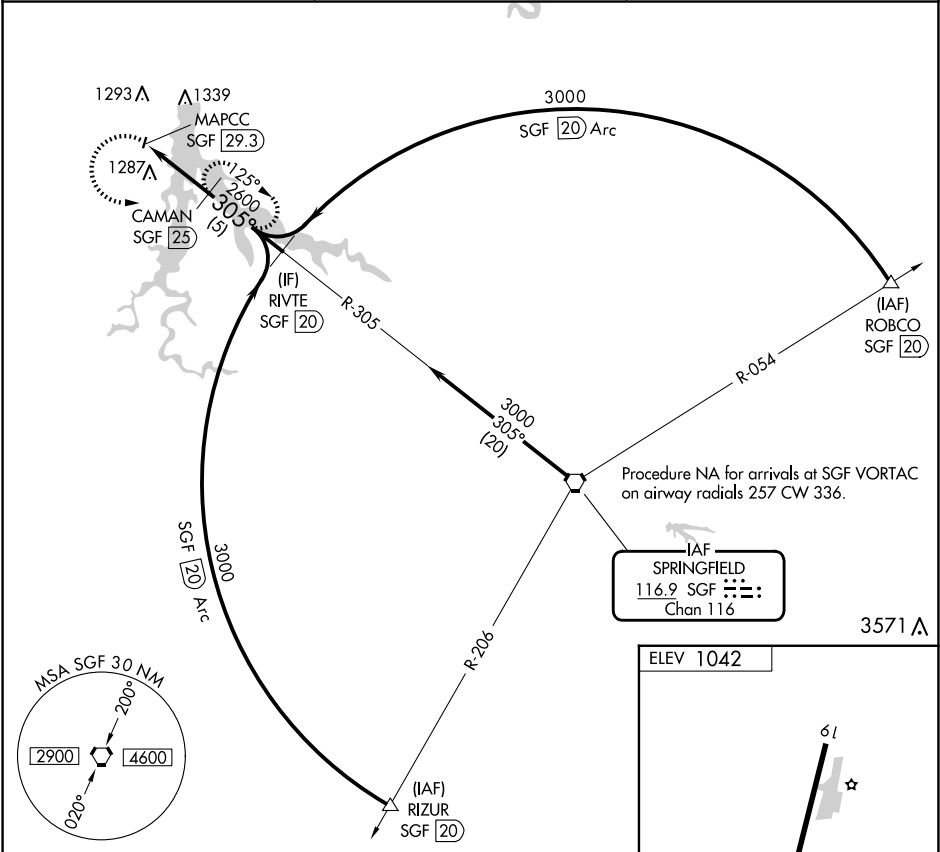 3000
SGF 20 Arc
1293
1339
MAPCC
SGF 29.3
1287
125°
2600
305°
(5)
CAMAN
SGF 25
(IF)
RIVTE
SGF 20
R-305
(IAF)
ROBCO
SGF 20
R-054
3000
305°
(20)
Procedure NA for arrivals at SGF VORTAC
on airway radials 257 CW 336.
IAF
SPRINGFIELD
116.9 SGF
Chan 116
3000
SGF 20 Arc
R-206
3571
MSA SGF 30 NM
200°
2900
4600
020°
(IAF)
RIZUR
SGF 20
ELEV 1042
19